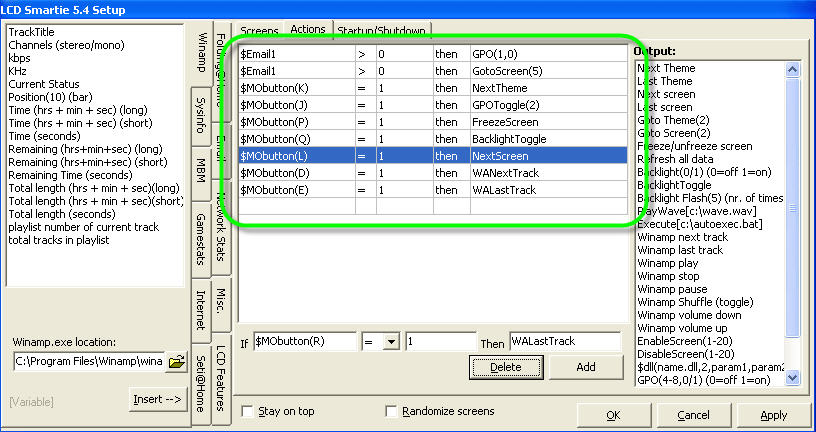 LCD Smartie 5.4 Setup
TrackTitle
Channels (stereo/mono)
kbps
KHz
Current Status
Position(10) (bar)
Time (hrs + min + sec) (long)
Time (hrs + min + sec) (short)
Time (seconds)
Remaining (hrs+min+sec) (long)
Remaining (hrs+min+sec) (short)
Remaining Time (seconds)
Total length (hrs + min + sec)(long)
Total length (hrs + min + sec)(short)
Total length (seconds)
playlist number of current track
total tracks in playlist
Winamp.exe location:
C:\Program Files\Winamp\wina
[Variable]
Insert -->
Winamp
Sysinfo
MBM
Gamestats
Internet
Seti@Home
Folding@Home
Email
Network Stats
Misc.
LCD Features
Screens
Actions
Startup/Shutdown
$Email1 > 0 then GPO(1,0)
$Email1 > 0 then GotoScreen(5)
$MObutton(K) = 1 then NextTheme
$MObutton(J) = 1 then GPOToggle(2)
$MObutton(P) = 1 then FreezeScreen
$MObutton(Q) = 1 then BacklightToggle
$MObutton(L) = 1 then NextScreen
$MObutton(D) = 1 then WANextTrack
$MObutton(E) = 1 then WALastTrack
If $MObutton(R) = 1 Then WALastTrack
Delete
Add
Output:
Next Theme
Last Theme
Next screen
Last screen
Goto Theme(2)
Goto Screen(2)
Freeze/unfreeze screen
Refresh all data
Backlight(0/1) (0=off 1=on)
BacklightToggle
Backlight Flash(5) (nr. of times
PlayWave[c:\wave.wav]
Execute[c:\autoexec.bat]
Winamp next track
Winamp last track
Winamp play
Winamp stop
Winamp pause
Winamp Shuffle (toggle)
Winamp volume down
Winamp volume up
EnableScreen(1-20)
DisableScreen(1-20)
$dll(name.dll,2,param1,param2
GPO(4-8,0/1) (0=off 1=on)
Stay on top
Randomize screens
OK
Cancel
Apply